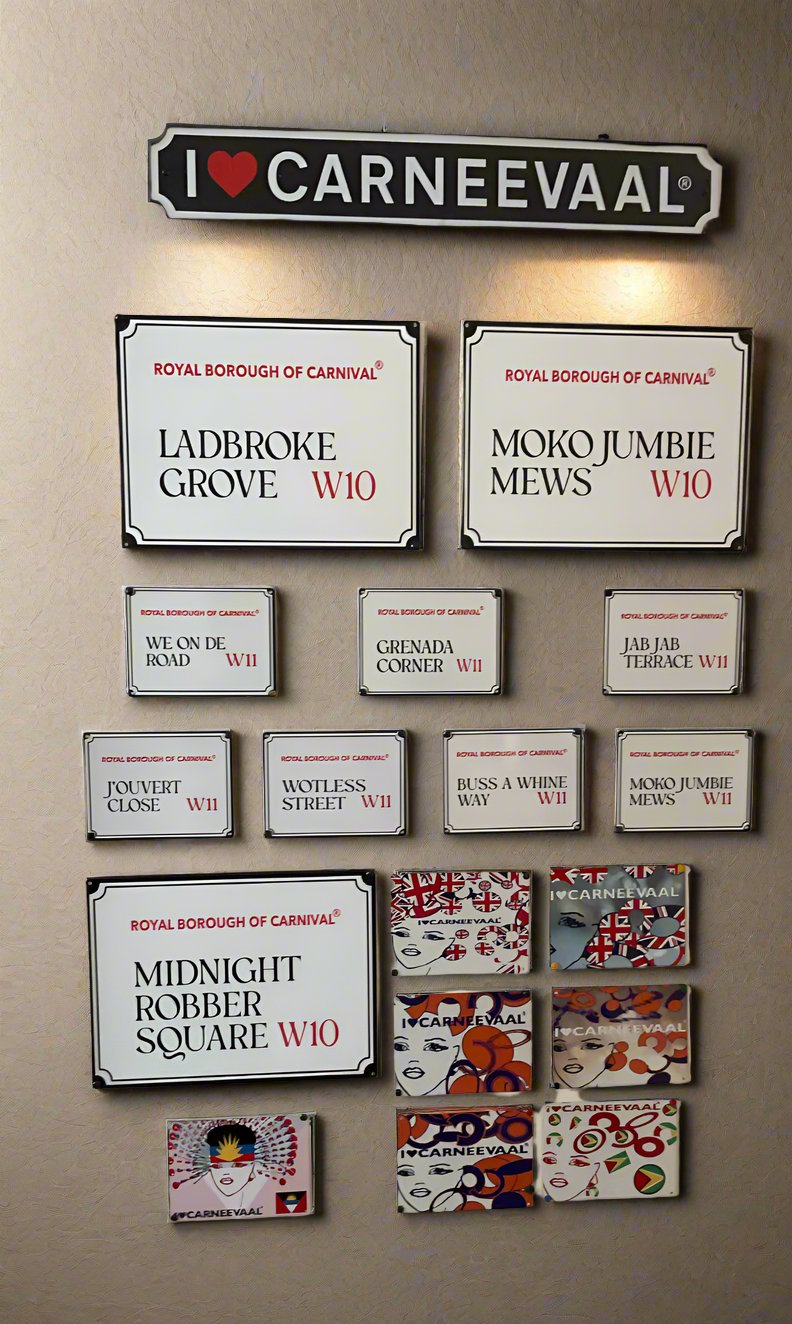 I ❤ CARNEEVAAL®
ROYAL BOROUGH OF CARNIVAL®
LADBROKE
GROVE W10
ROYAL BOROUGH OF CARNIVAL®
MOKO JUMBIE
MEWS W10
ROYAL BOROUGH OF CARNIVAL®
WE ON DE
ROAD W11
ROYAL BOROUGH OF CARNIVAL®
GRENADA
CORNER W11
ROYAL BOROUGH OF CARNIVAL®
JAB JAB
TERRACE W11
ROYAL BOROUGH OF CARNIVAL®
J'OUVERT
CLOSE W11
ROYAL BOROUGH OF CARNIVAL®
WOTLESS
STREET W11
ROYAL BOROUGH OF CARNIVAL®
BUSS A WHINE
WAY W11
ROYAL BOROUGH OF CARNIVAL®
MOKO JUMBIE
MEWS W11
ROYAL BOROUGH OF CARNIVAL®
MIDNIGHT
ROBBER
SQUARE W10
I♥CARNEEVAAL
I♥CARNEEVAAL
I♥CARNEEVAAL
I♥CARNEEVAAL
I♥CARNEEVAAL
I♥CARNEEVAAL
I♥CARNEEVAAL